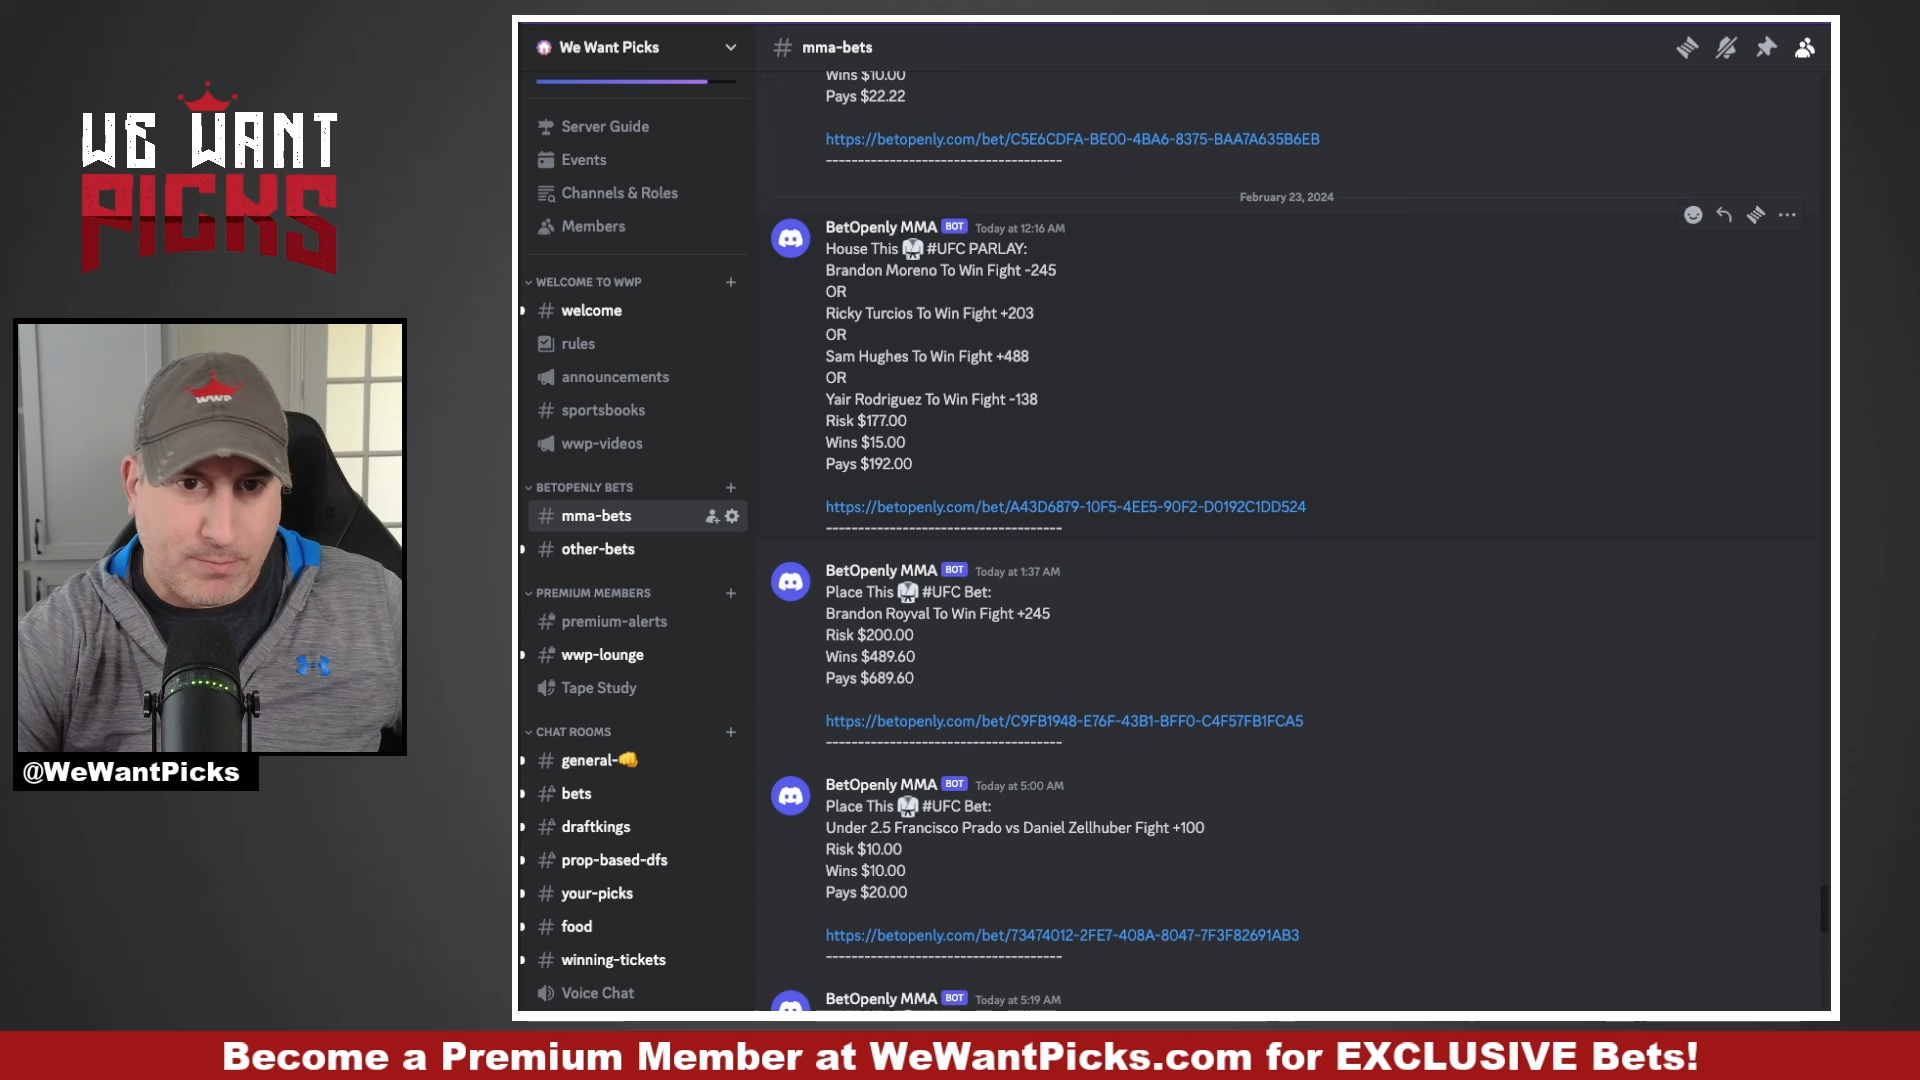 WE WANT
PICKS
WWP
@WeWantPicks
We Want Picks
Server Guide
Events
Channels & Roles
Members
WELCOME TO WWP
welcome
rules
announcements
sportsbooks
wwp-videos
BETOPENLY BETS
mma-bets
other-bets
PREMIUM MEMBERS
premium-alerts
wwp-lounge
Tape Study
CHAT ROOMS
general-👊
bets
draftkings
prop-based-dfs
your-picks
food
winning-tickets
Voice Chat
# mma-bets
Wins $10.00
Pays $22.22
https://betopenly.com/bet/C5E6CDFA-BE00-4BA6-8375-BAA7A635B6EB
-------------------------------------
February 23, 2024
BetOpenly MMA BOT Today at 12:16 AM
House This 🥋 #UFC PARLAY:
Brandon Moreno To Win Fight -245
OR
Ricky Turcios To Win Fight +203
OR
Sam Hughes To Win Fight +488
OR
Yair Rodriguez To Win Fight -138
Risk $177.00
Wins $15.00
Pays $192.00
https://betopenly.com/bet/A43D6879-10F5-4EE5-90F2-D0192C1DD524
-------------------------------------
BetOpenly MMA BOT Today at 1:37 AM
Place This 🥋 #UFC Bet:
Brandon Royval To Win Fight +245
Risk $200.00
Wins $489.60
Pays $689.60
https://betopenly.com/bet/C9FB1948-E76F-43B1-BFF0-C4F57FB1FCA5
-------------------------------------
BetOpenly MMA BOT Today at 5:00 AM
Place This 🥋 #UFC Bet:
Under 2.5 Francisco Prado vs Daniel Zellhuber Fight +100
Risk $10.00
Wins $10.00
Pays $20.00
https://betopenly.com/bet/73474012-2FE7-408A-8047-7F3F82691AB3
-------------------------------------
BetOpenly MMA BOT Today at 5:19 AM
Become a Premium Member at WeWantPicks.com for EXCLUSIVE Bets!